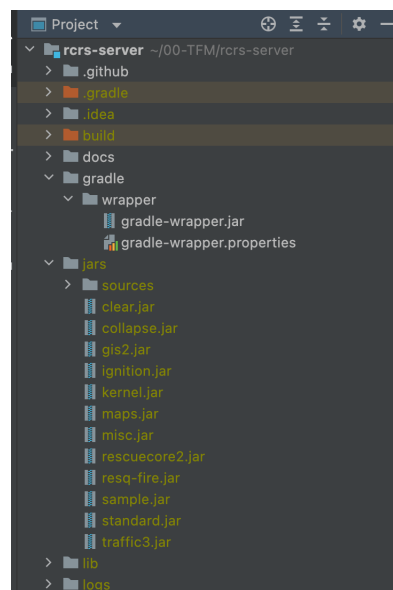 Project
rcrs-server ~/00-TFM/rcrs-server
.github
.gradle
.idea
build
docs
gradle
wrapper
gradle-wrapper.jar
gradle-wrapper.properties
jars
sources
clear.jar
collapse.jar
gis2.jar
ignition.jar
kernel.jar
maps.jar
misc.jar
rescuecore2.jar
resq-fire.jar
sample.jar
standard.jar
traffic3.jar
lib
logs